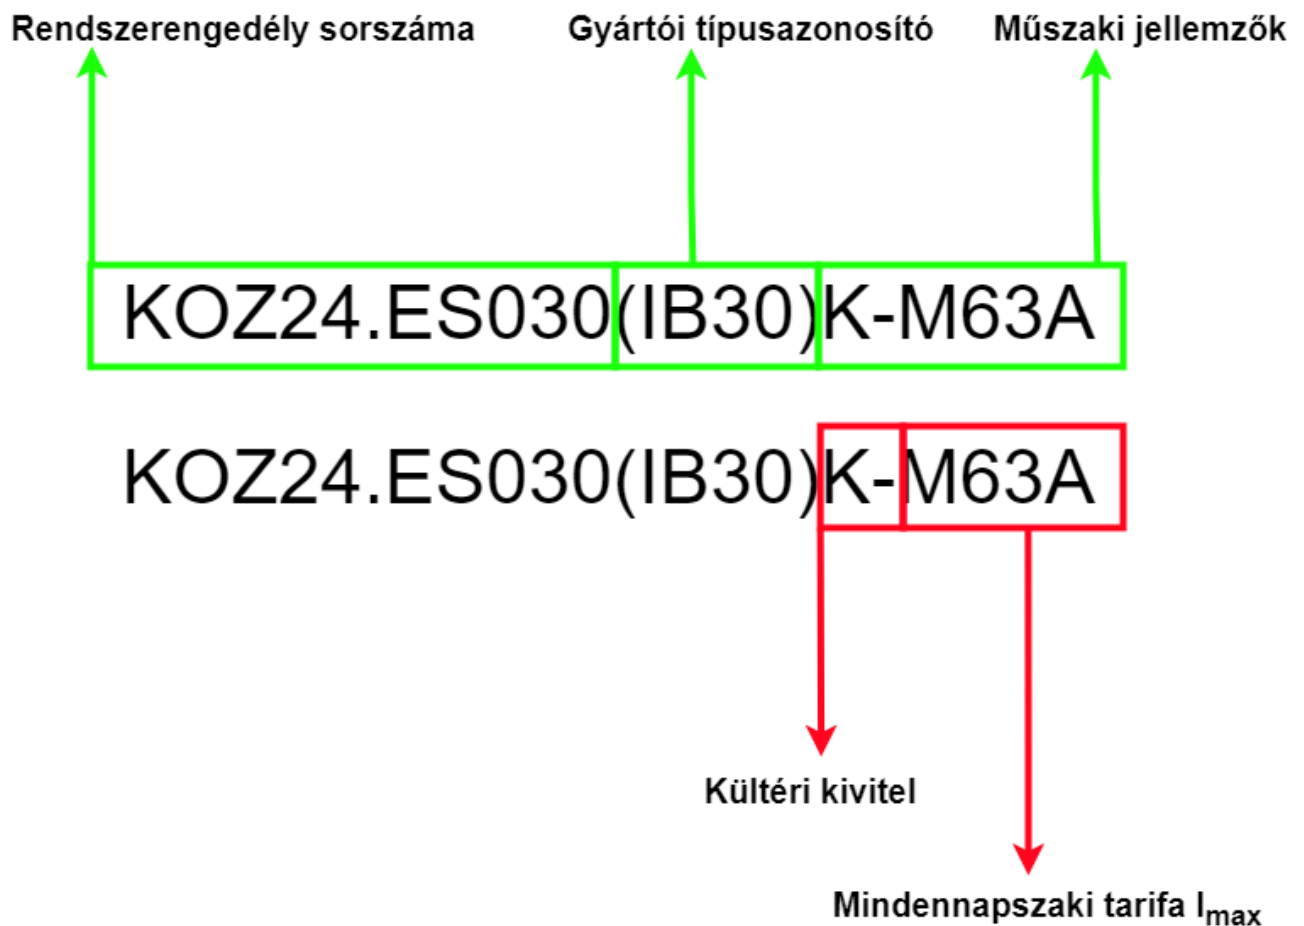 Rendszerengedély sorszáma Gyártói típusazonosító Műszaki jellemzők
KOZ24.ES030(IB30)K-M63A
KOZ24.ES030(IB30)K-M63A
Kültéri kivitel
Mindennapszaki tarifa Imax